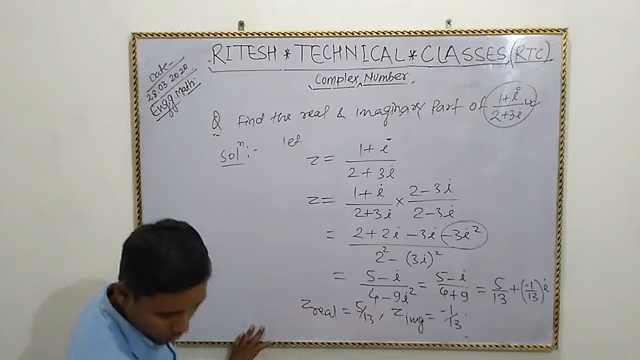 RITESH * TECHNICAL * CLASSES (RTC)
Complex Number
Date-
28.03.2020
Engg Math
Q Find the real & imaginary Part of (1+i)/(2+3i)
Solⁿ:- let
z = (1+i)/(2+3i)
z = (1+i)/(2+3i) × (2-3i)/(2-3i)
= (2+2i-3i-3i²)/(2²-(3i)²)
= (5-i)/(4-9i²) = (5-i)/(4+9) = 5/13 + (-1/13)i
Zreal = 5/13, Zimg = -1/13.